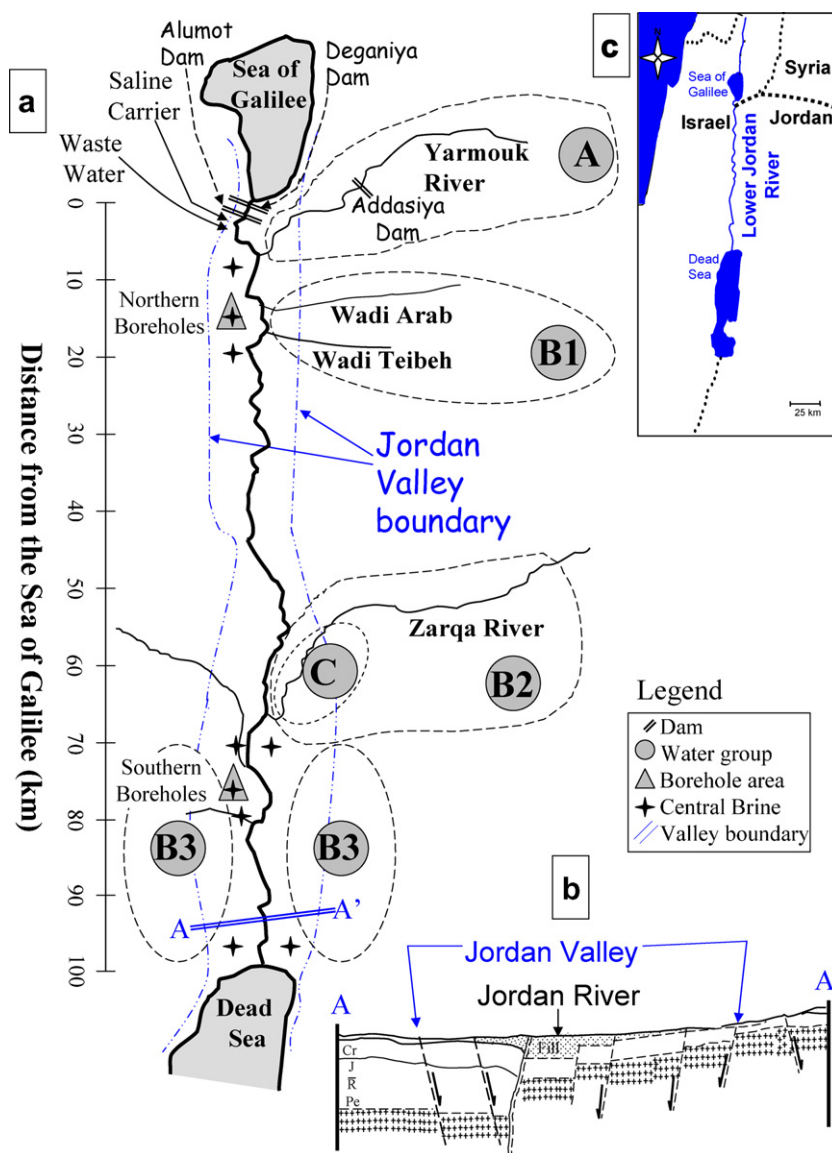 a
Alumot
Dam
Saline
Carrier
Waste
Water
Sea of
Galilee
Deganiya
Dam
Yarmouk
River
Addasiya
Dam
A
Northern
Boreholes
Wadi Arab
Wadi Teibeh
B1
Jordan
Valley
boundary
Distance from the Sea of Galilee (km)
0
10
20
30
40
50
60
70
80
90
100
Zarqa River
C
B2
Southern
Boreholes
B3
B3
A
A'
Dead
Sea
c
N
Sea of
Galilee
Syria
Israel
Jordan
Lower Jordan
River
Dead
Sea
25 km
Legend
Dam
Water group
Borehole area
Central Brine
Valley boundary
b
Jordan Valley
Jordan River
A
A
Fill
Cr
J
R
Pe